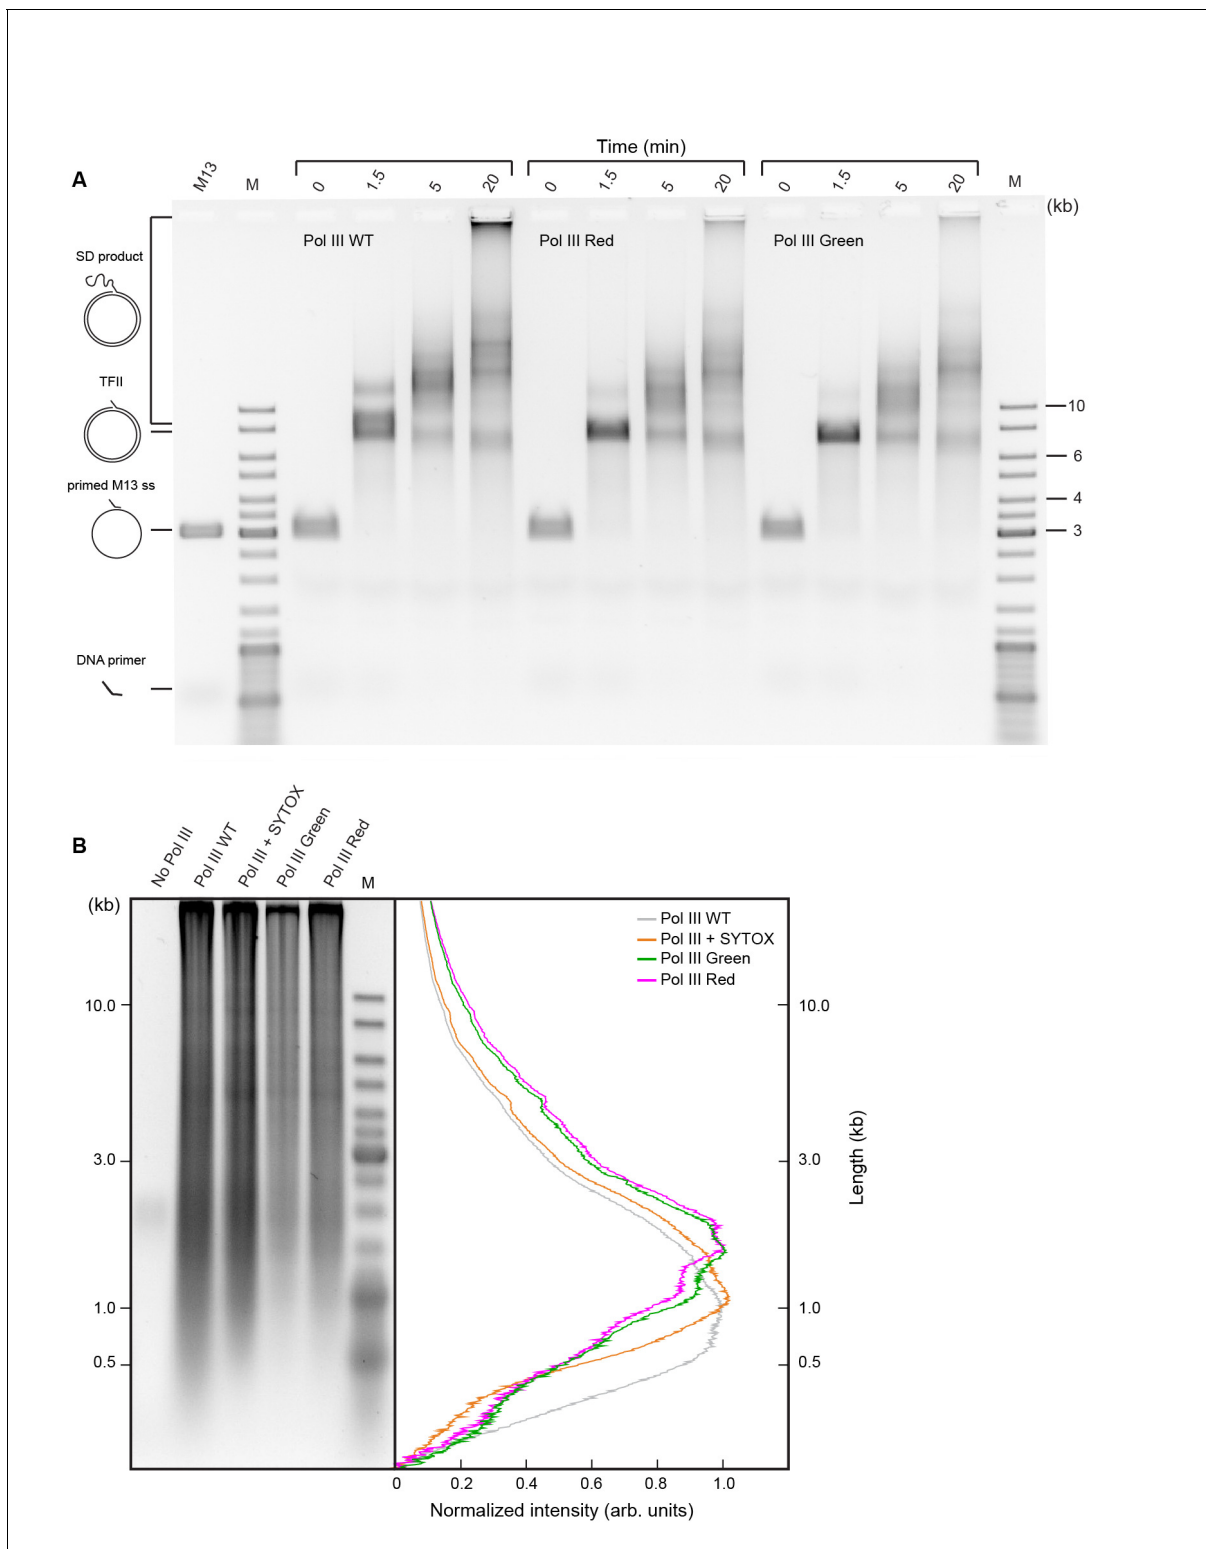 Time (min)
A
M13
M
0
1.5
5
20
0
1.5
5
20
0
1.5
5
20
M
(kb)
Pol III WT
Pol III Red
Pol III Green
SD product
TFII
primed M13 ss
DNA primer
10
6
4
3
B
No Pol III
Pol III WT
Pol III + SYTOX
Pol III Green
Pol III Red
M
(kb)
10.0
3.0
1.0
0.5
Pol III WT
Pol III + SYTOX
Pol III Green
Pol III Red
10.0
3.0
1.0
0.5
Length (kb)
0
0.2
0.4
0.6
0.8
1.0
Normalized intensity (arb. units)